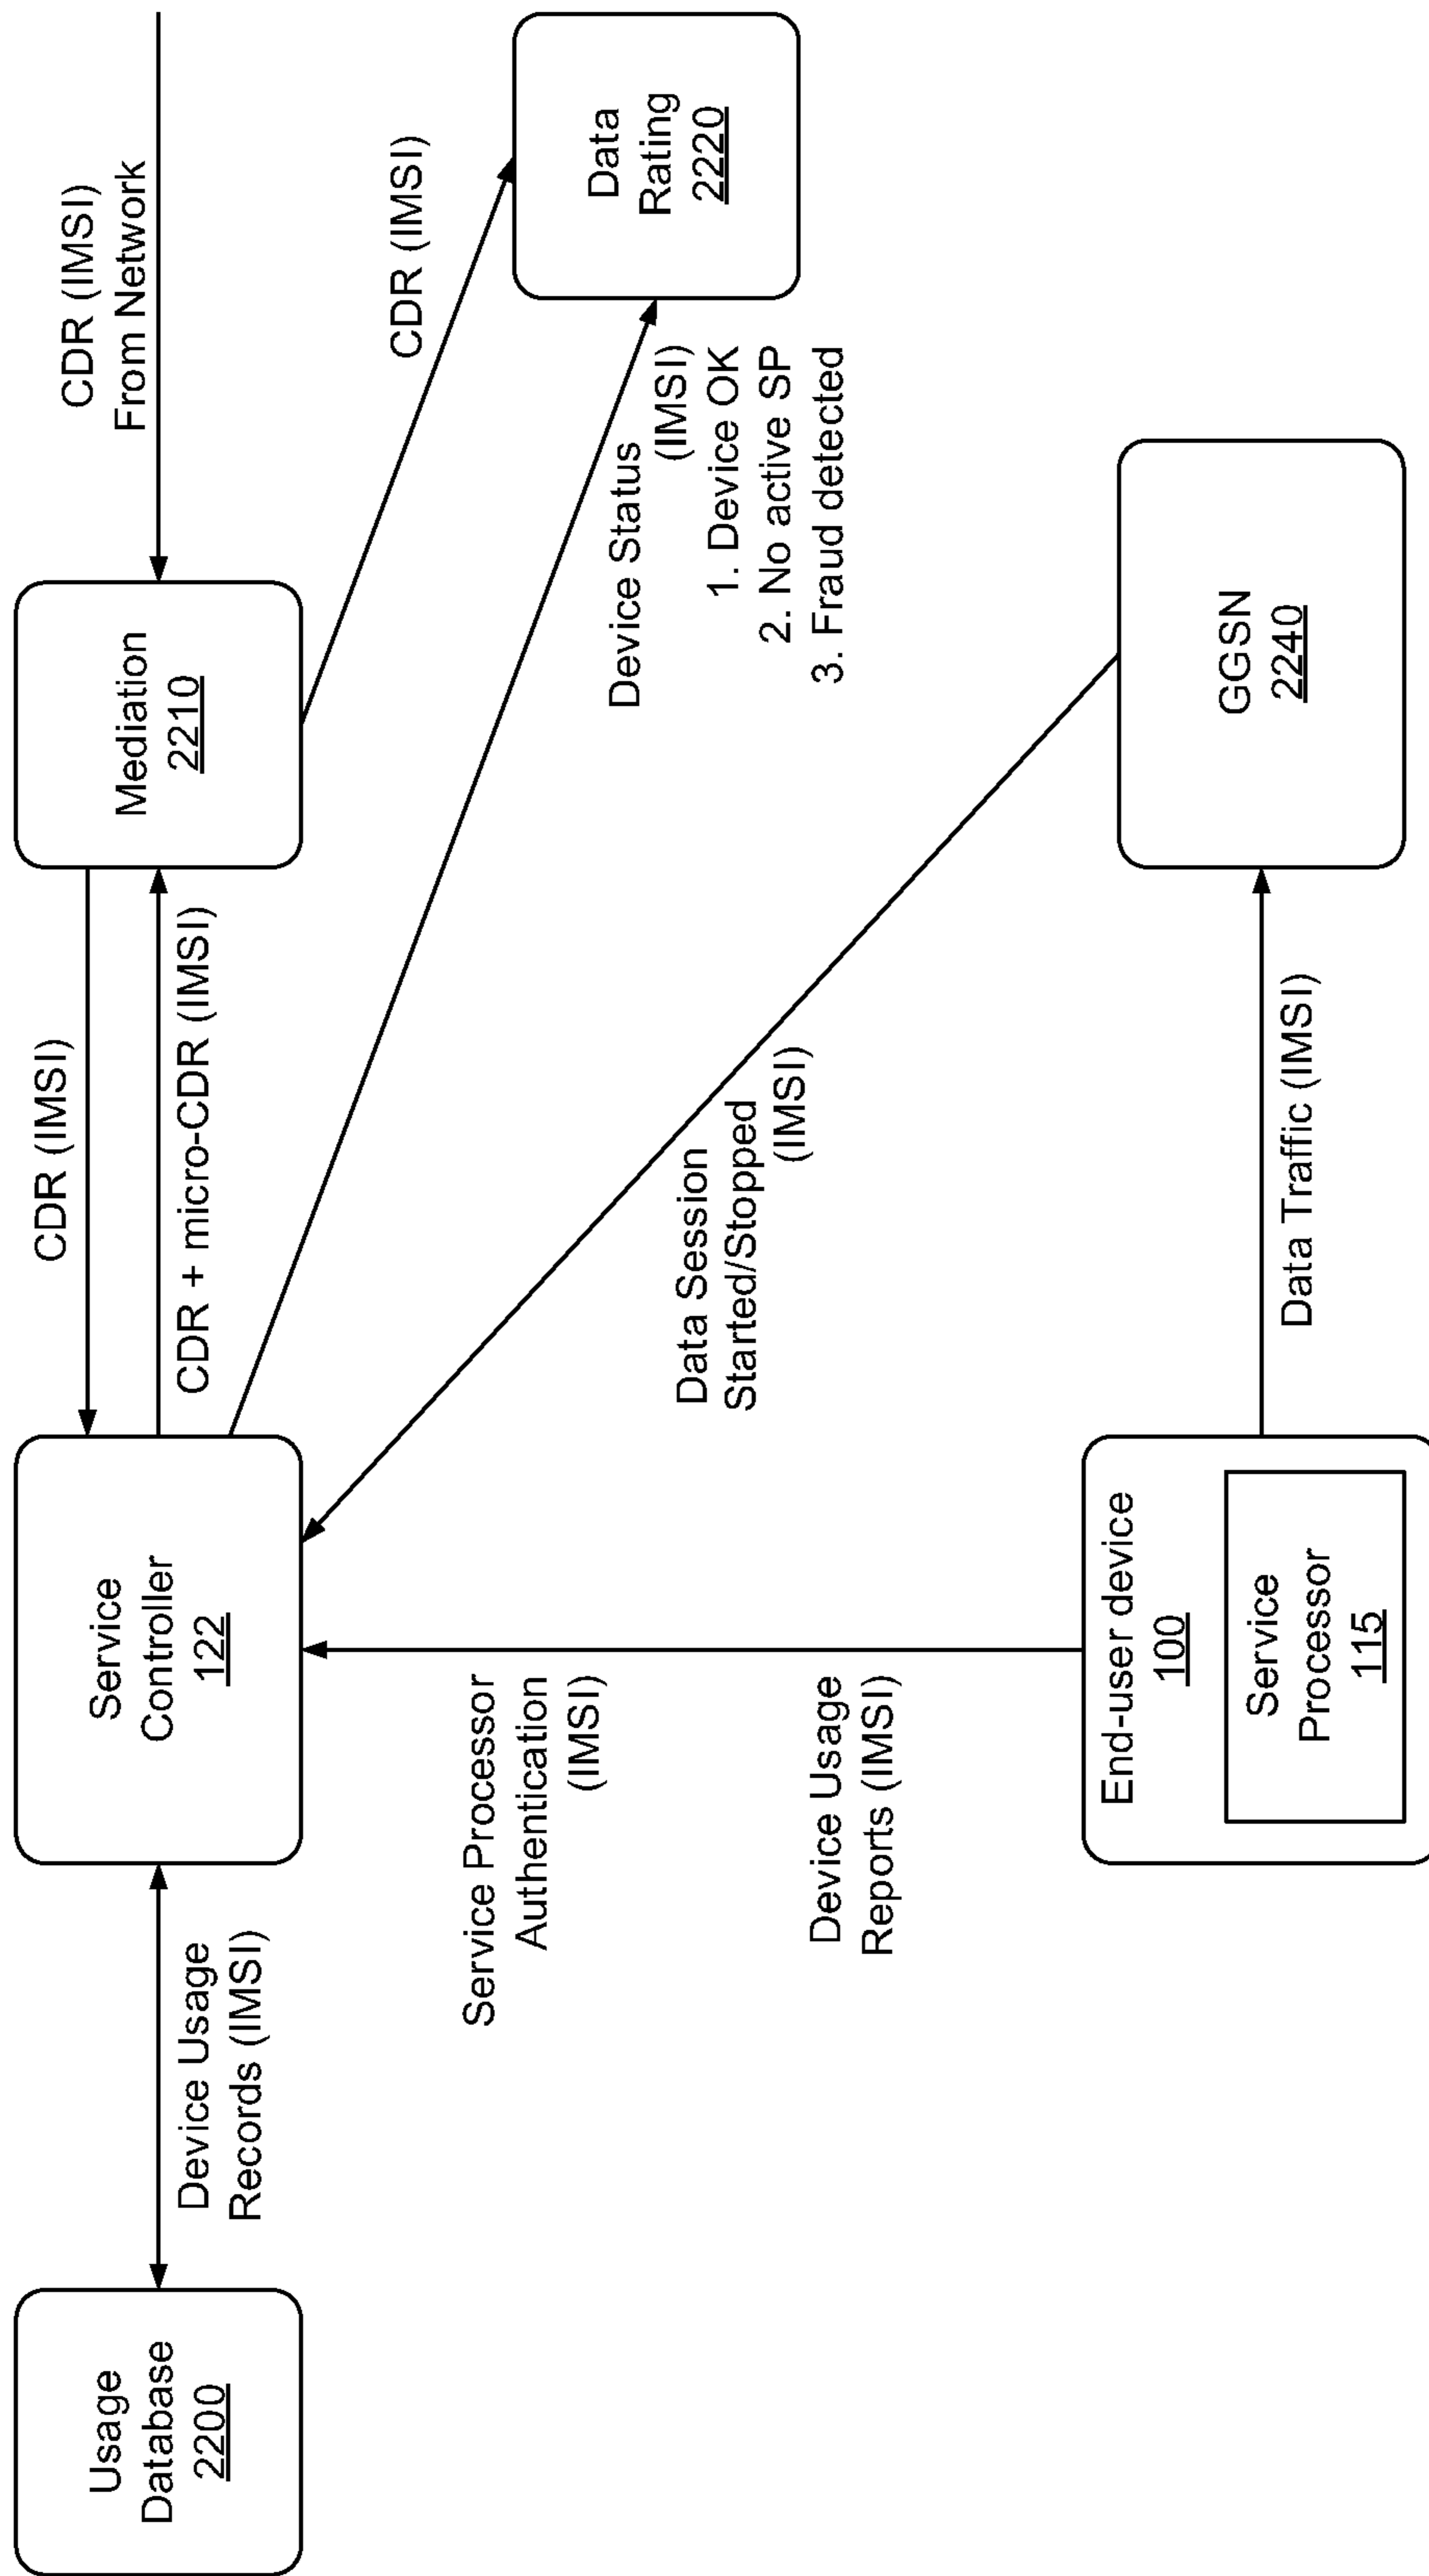 Usage
Database
2200
Device Usage
Records (IMSI)
Service
Controller
122
CDR (IMSI)
CDR + micro-CDR (IMSI)
Mediation
2210
CDR (IMSI)
From Network
CDR (IMSI)
Data
Rating
2220
Device Status
(IMSI)
1. Device OK
2. No active SP
3. Fraud detected
Service Processor
Authentication
(IMSI)
Device Usage
Reports (IMSI)
Data Session
Started/Stopped
(IMSI)
End-user device
100
Service
Processor
115
Data Traffic (IMSI)
GGSN
2240